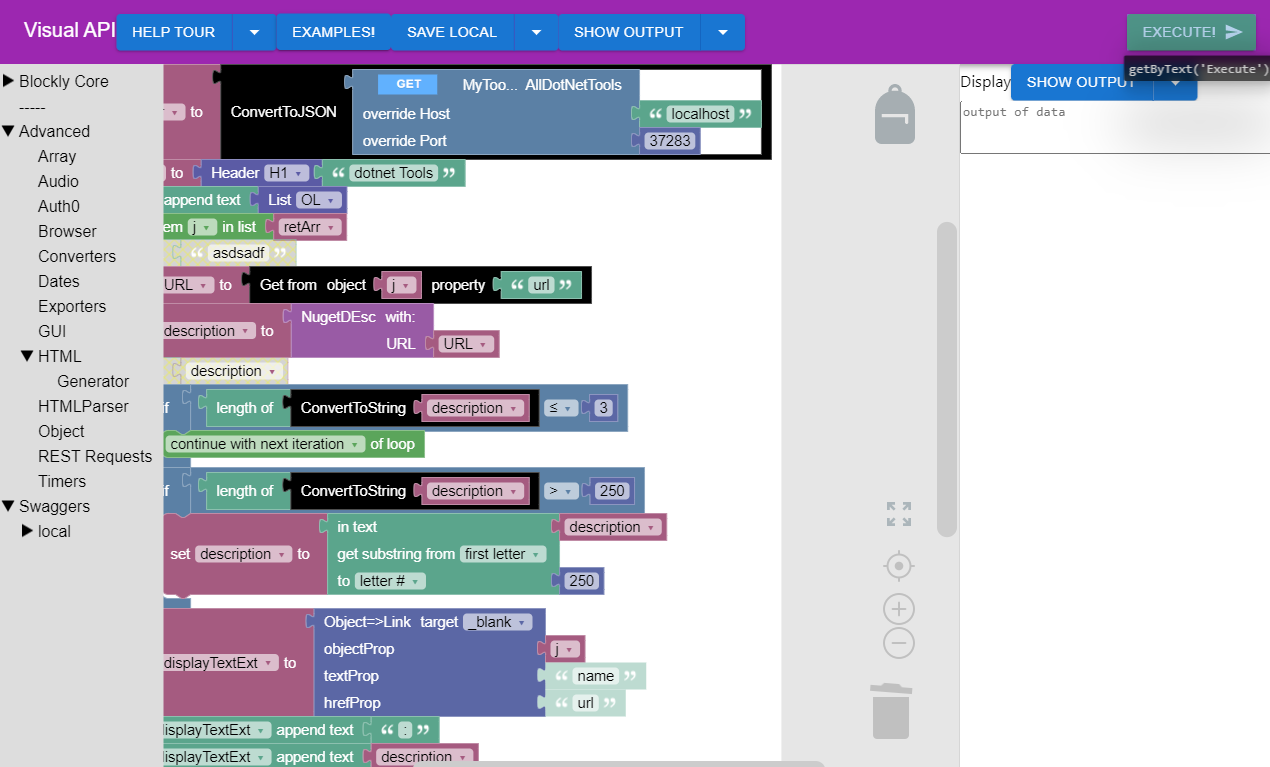 Visual API
HELP TOUR
EXAMPLES!
SAVE LOCAL
SHOW OUTPUT
EXECUTE!
getByText('Execute')
Blockly Core
-----
Advanced
Array
Audio
Auth0
Browser
Converters
Dates
Exporters
GUI
HTML
Generator
HTMLParser
Object
REST Requests
Timers
Swaggers
local
to ConvertToJSON GET MyToo... AllDotNetTools
override Host “ localhost ”
override Port 37283
to Header H1 “ dotnet Tools ”
append text List OL
em j in list retArr
“ asdsadf ”
URL to Get from object j property “ url ”
description to NugetDEsc with:
URL URL
description
if length of ConvertToString description ≤ 3
continue with next iteration of loop
if length of ConvertToString description > 250
set description to in text description
get substring from first letter
to letter # 250
displayTextExt to Object=>Link target _blank
objectProp j
textProp “ name ”
hrefProp “ url ”
displayTextExt append text “ : ”
displayTextExt append text description
Display SHOW OUTPUT
output of data